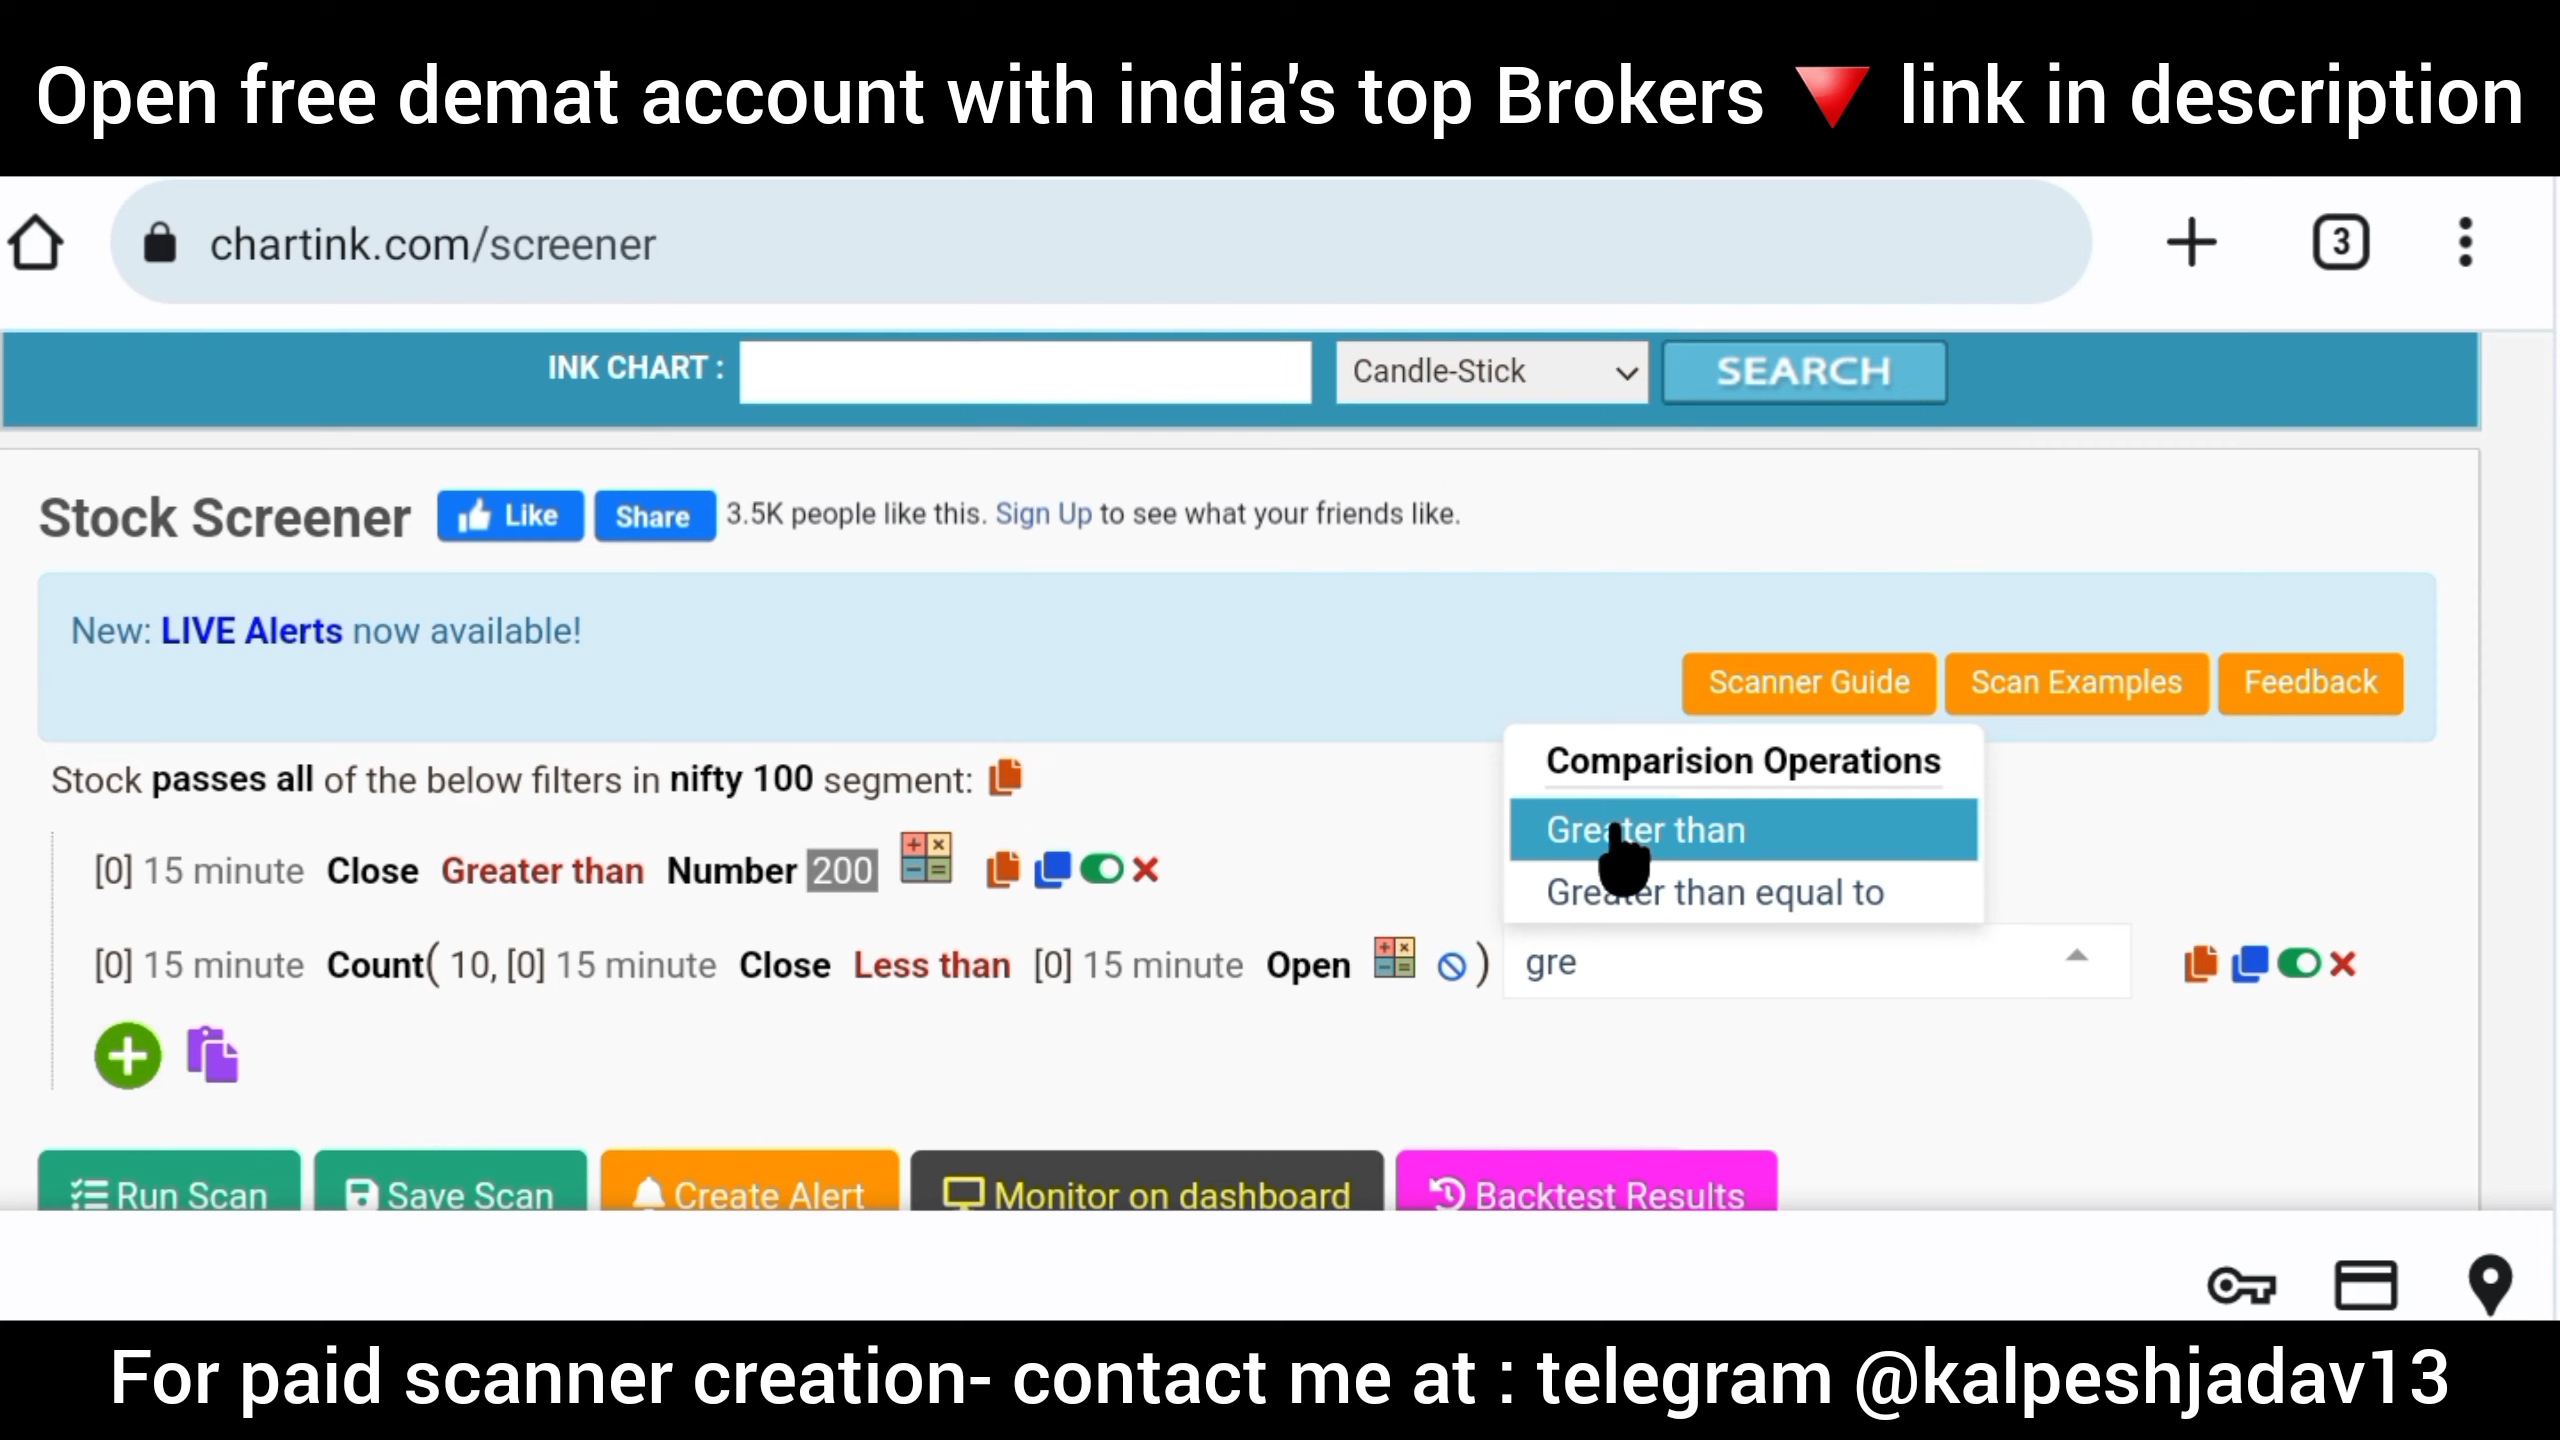 Open free demat account with india's top Brokers 🔻 link in description
chartink.com/screener
3
INK CHART :
Candle-Stick
SEARCH
Stock Screener
Like
Share
3.5K people like this. Sign Up to see what your friends like.
New: LIVE Alerts now available!
Scanner Guide
Scan Examples
Feedback
Comparision Operations
Greater than
Greater than equal to
Stock passes all of the below filters in nifty 100 segment:
[0] 15 minute Close Greater than Number 200
[0] 15 minute Count( 10, [0] 15 minute Close Less than [0] 15 minute Open ) gre
Run Scan
Save Scan
Create Alert
Monitor on dashboard
Backtest Results
For paid scanner creation- contact me at : telegram @kalpeshjadav13